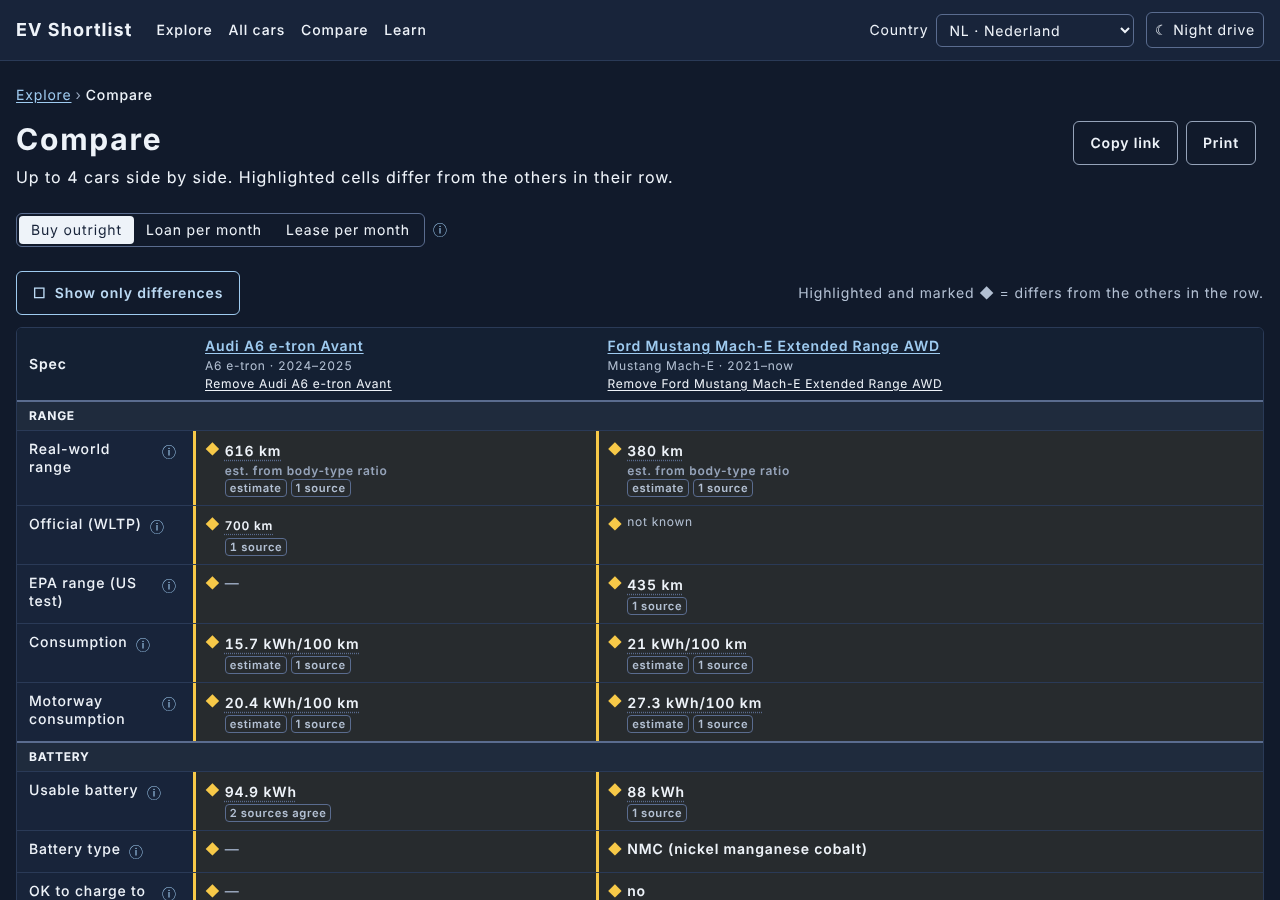 EV Shortlist Explore All cars Compare Learn Country NL · Nederland ☾ Night drive
Explore › Compare
Compare
Copy link Print
Up to 4 cars side by side. Highlighted cells differ from the others in their row.
Buy outright Loan per month Lease per month ⓘ
☐ Show only differences
Highlighted and marked ◆ = differs from the others in the row.
Spec
Audi A6 e-tron Avant
A6 e-tron · 2024–2025
Remove Audi A6 e-tron Avant
Ford Mustang Mach-E Extended Range AWD
Mustang Mach-E · 2021–now
Remove Ford Mustang Mach-E Extended Range AWD
RANGE
Real-world
range
ⓘ
◆ 616 km
est. from body-type ratio
estimate 1 source
◆ 380 km
est. from body-type ratio
estimate 1 source
Official (WLTP) ⓘ
◆ 700 km
1 source
◆ not known
EPA range (US
test)
ⓘ
◆ —
◆ 435 km
1 source
Consumption ⓘ
◆ 15.7 kWh/100 km
estimate 1 source
◆ 21 kWh/100 km
estimate 1 source
Motorway
consumption
ⓘ
◆ 20.4 kWh/100 km
estimate 1 source
◆ 27.3 kWh/100 km
estimate 1 source
BATTERY
Usable battery ⓘ
◆ 94.9 kWh
2 sources agree
◆ 88 kWh
1 source
Battery type ⓘ
◆ —
◆ NMC (nickel manganese cobalt)
OK to charge to ⓘ
◆ —
◆ no